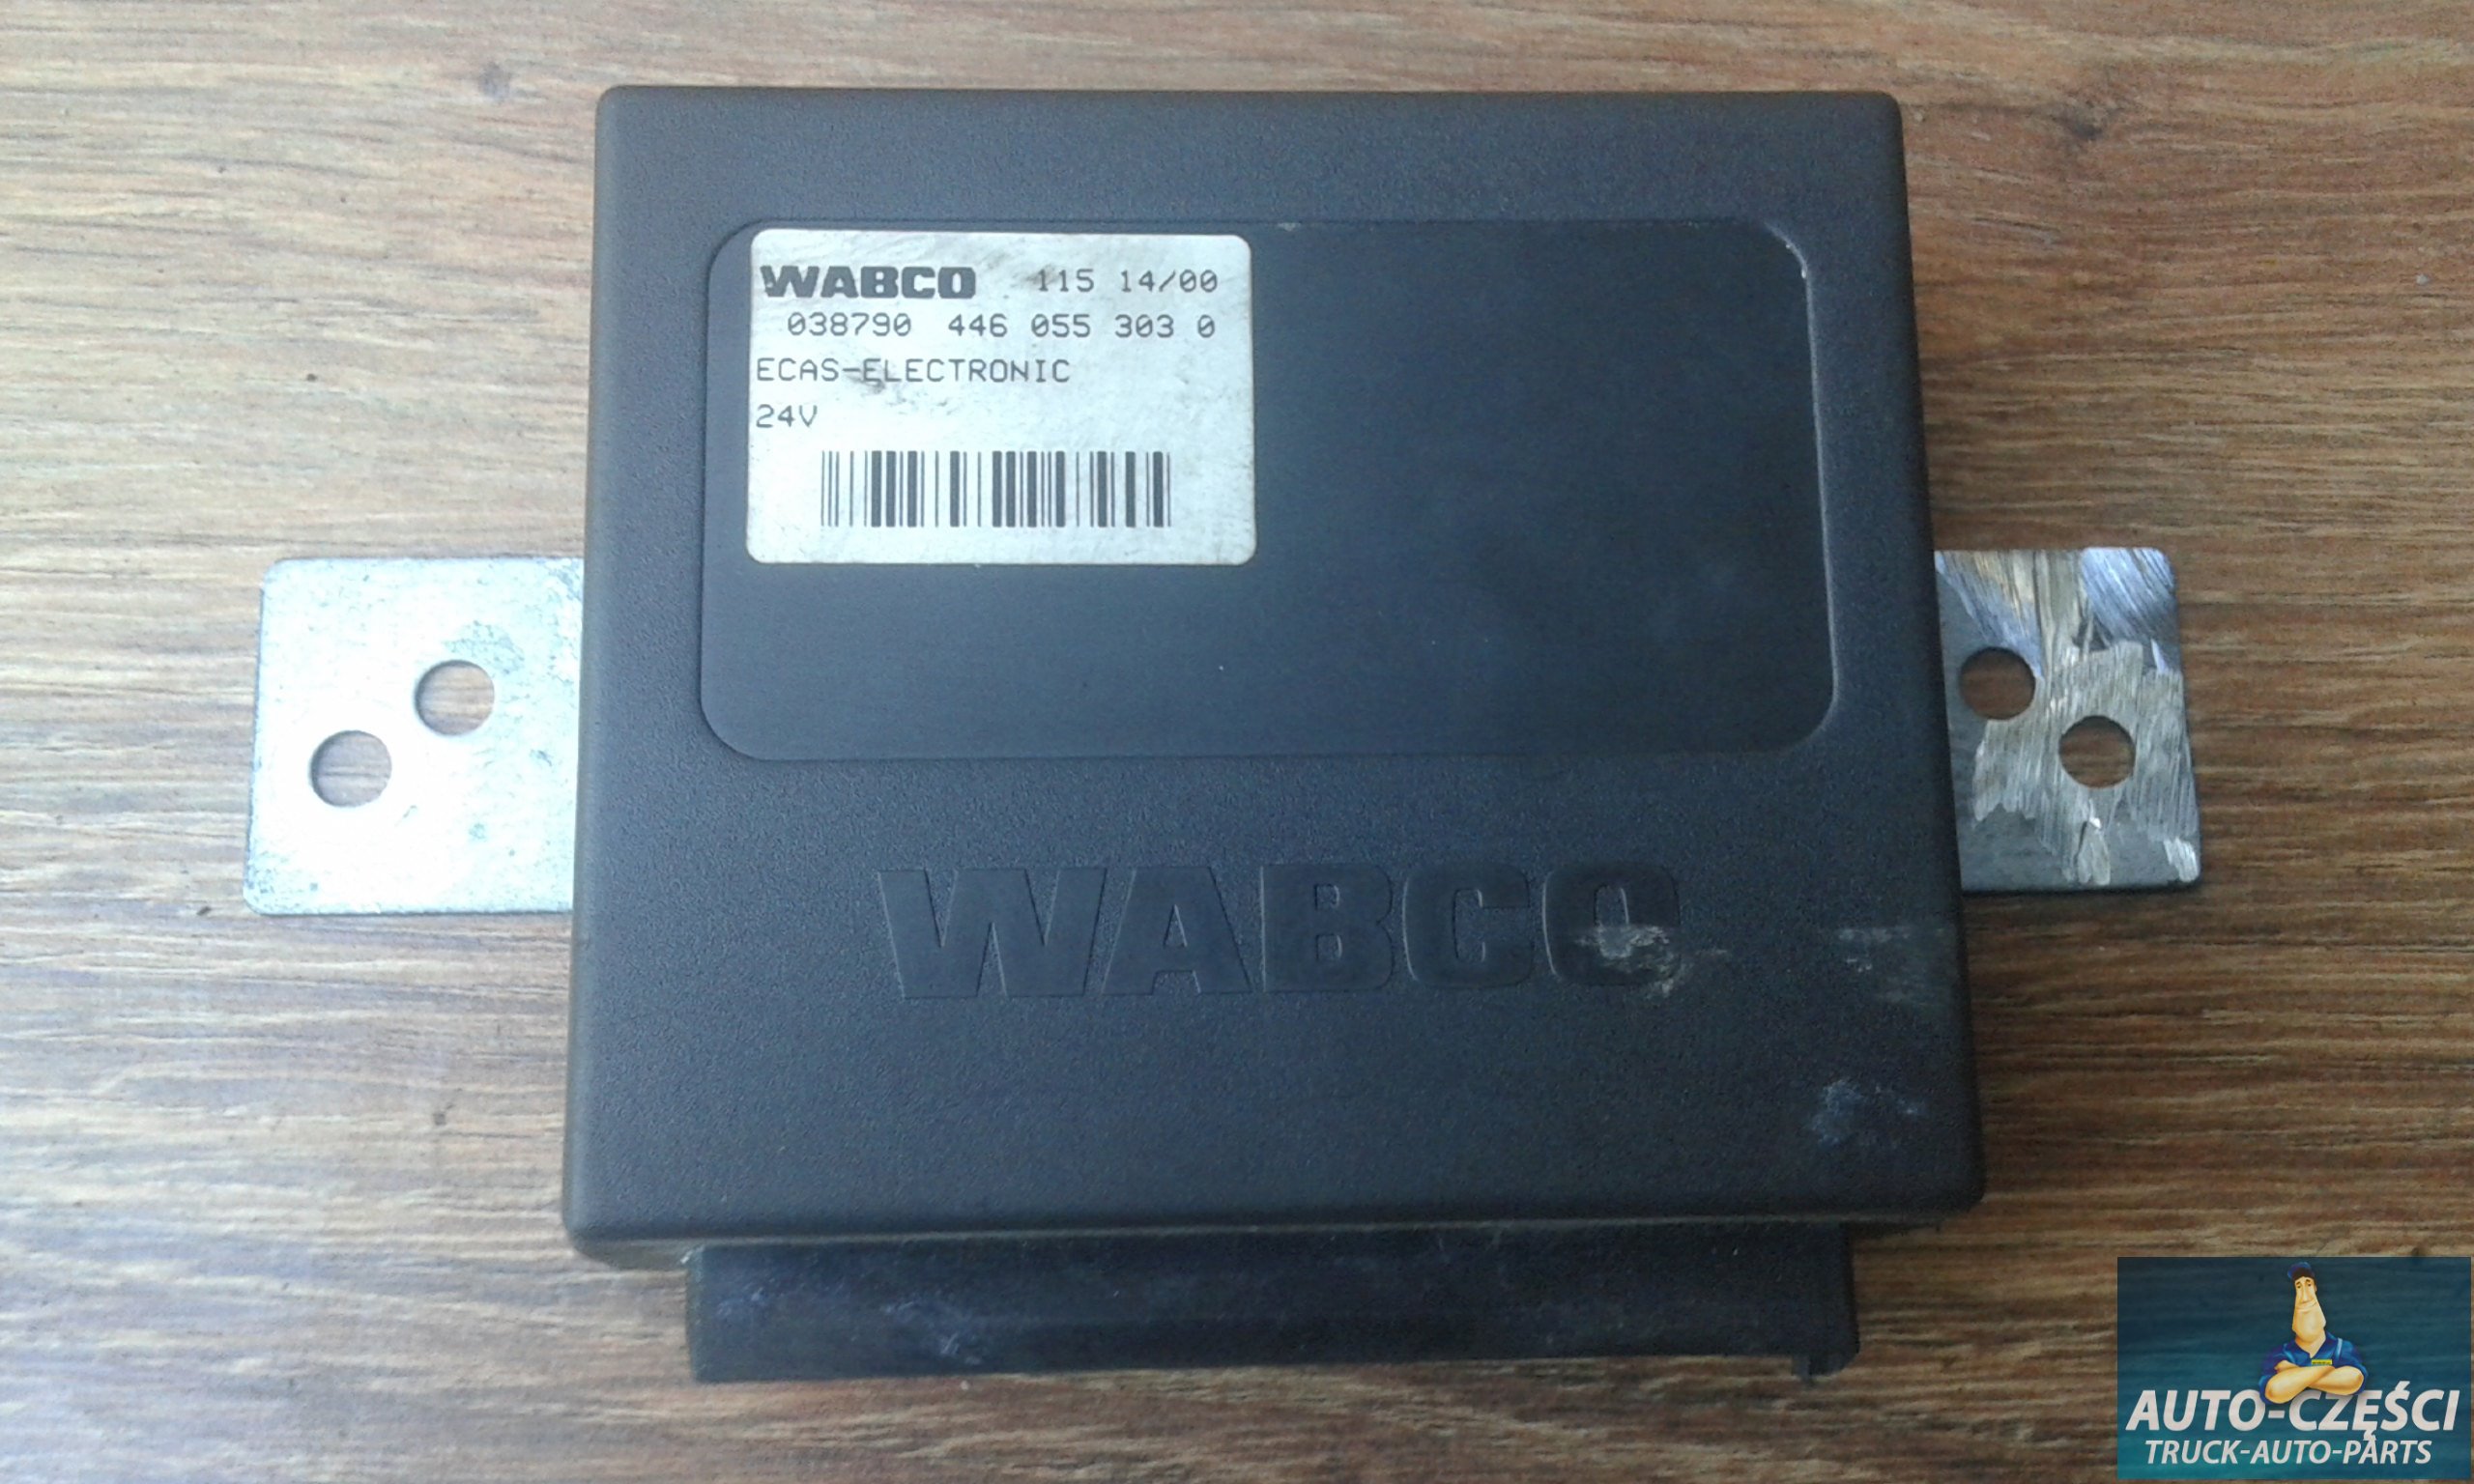 WABCO 115 14/00
038790 446 055 303 0
ECAS-ELECTRONIC
24V
WABCO
AUTO-CZĘŚCI
TRUCK-AUTO-PARTS